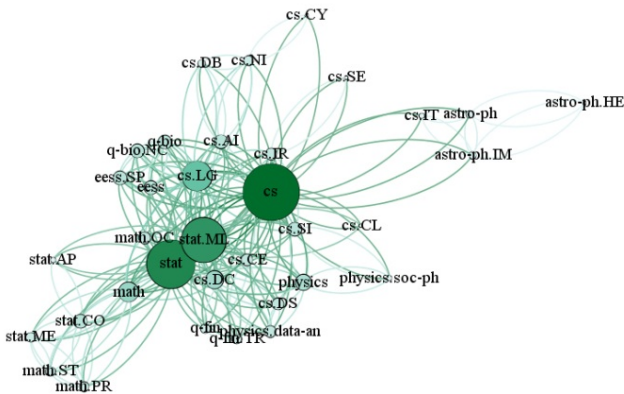 cs.CY
cs.DB
cs.NI
cs.SE
astro-ph.HE
cs.IT
astro-ph
cs.AI
q-bio
q-bio.NC
cs.IR
astro-ph.IM
eess.SP
eess
cs.LG
cs
cs.SI
cs.CL
math.OC
stat.ML
stat.AP
stat
cs.CE
cs.DC
physics
physics.soc-ph
math
cs.DS
stat.CO
stat.ME
q-fin
physics.data-an
math.ST
math.PR